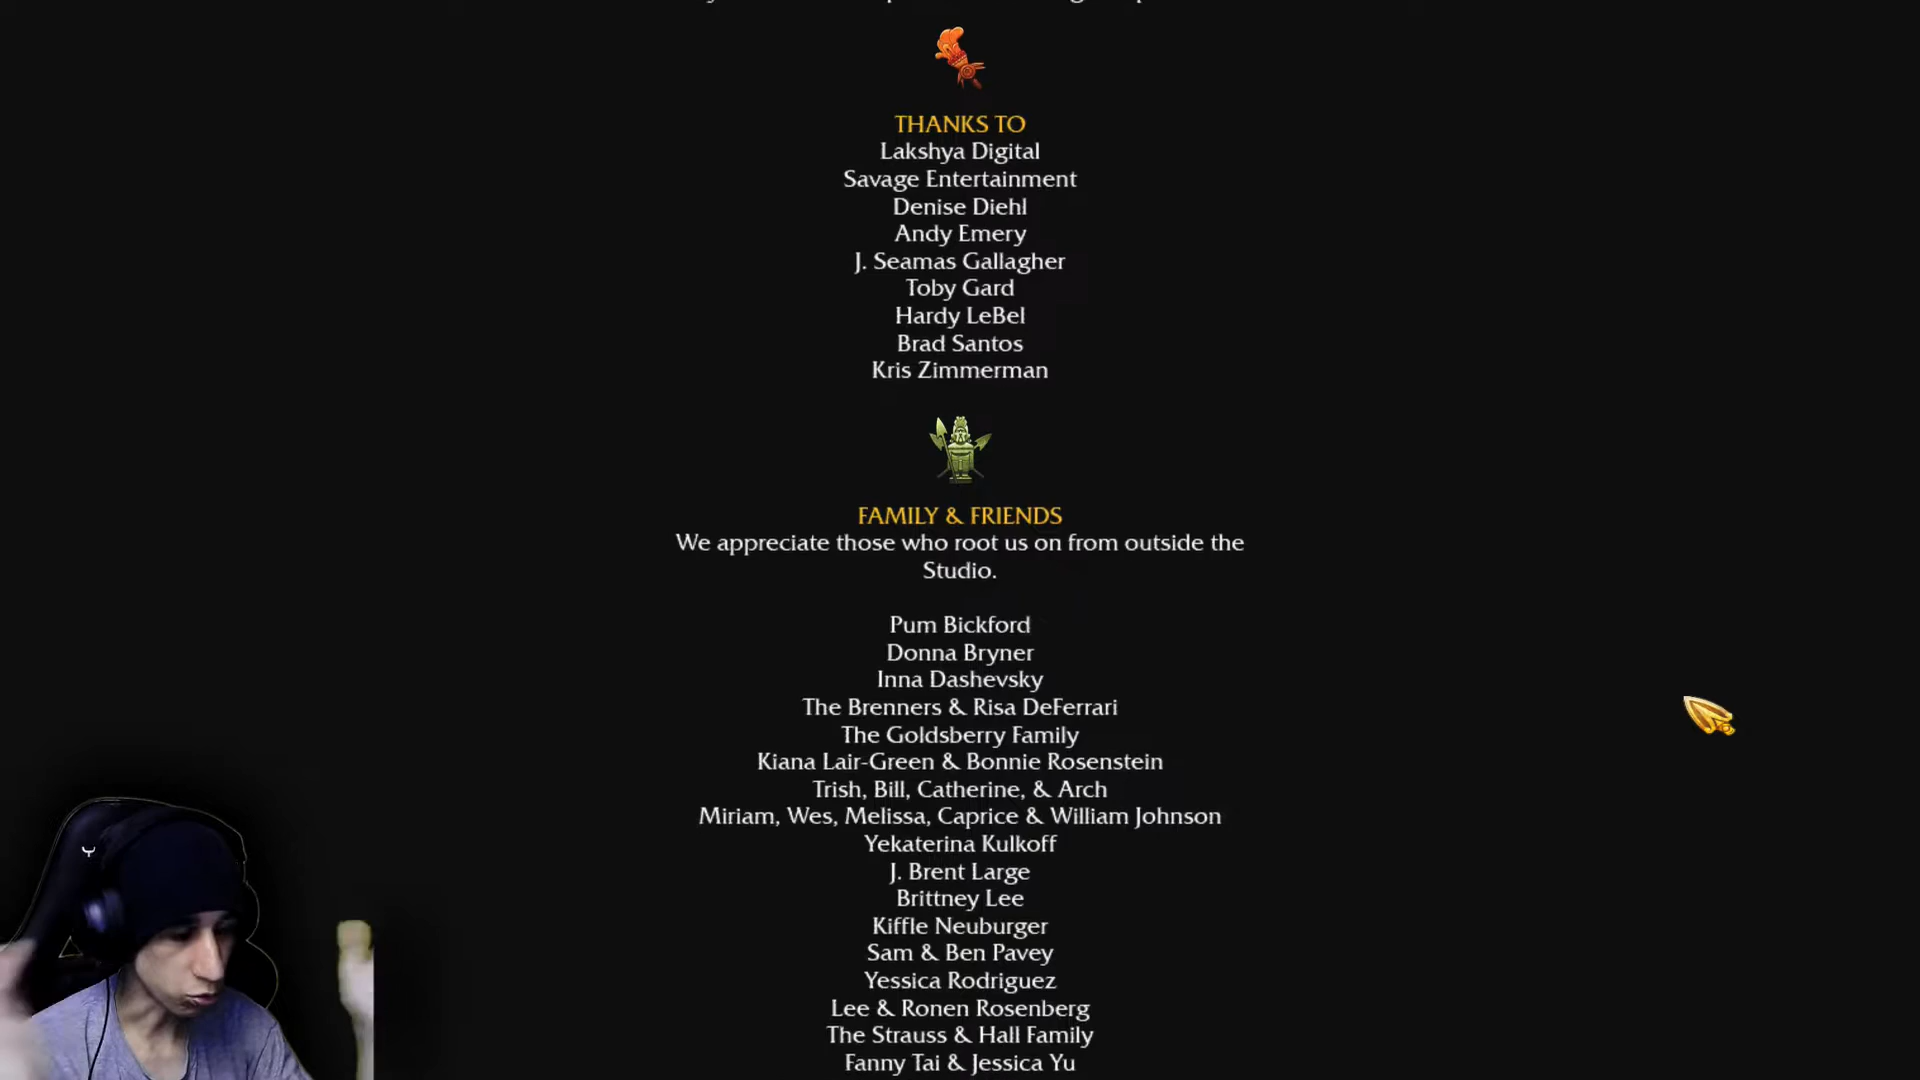 THANKS TO
Lakshya Digital
Savage Entertainment
Denise Diehl
Andy Emery
J. Seamas Gallagher
Toby Gard
Hardy LeBel
Brad Santos
Kris Zimmerman
FAMILY & FRIENDS
We appreciate those who root us on from outside the
Studio.
Pum Bickford
Donna Bryner
Inna Dashevsky
The Brenners & Risa DeFerrari
The Goldsberry Family
Kiana Lair-Green & Bonnie Rosenstein
Trish, Bill, Catherine, & Arch
Miriam, Wes, Melissa, Caprice & William Johnson
Yekaterina Kulkoff
J. Brent Large
Brittney Lee
Kiffle Neuburger
Sam & Ben Pavey
Yessica Rodriguez
Lee & Ronen Rosenberg
The Strauss & Hall Family
Fanny Tai & Jessica Yu